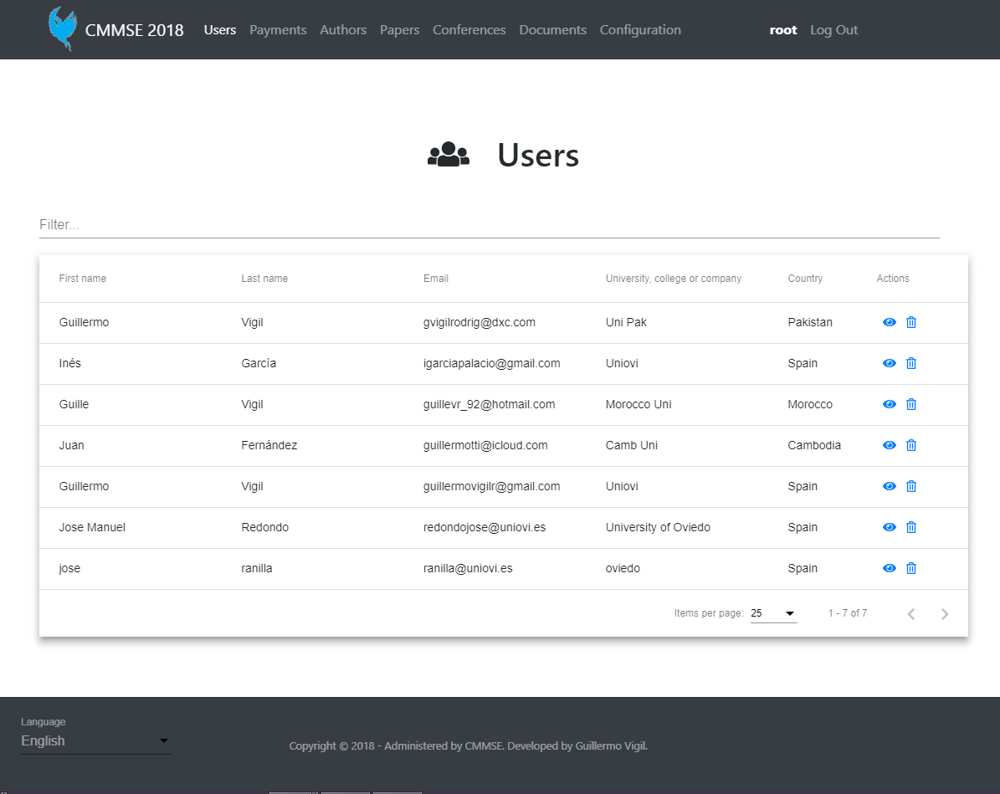 CMMSE 2018 Users Payments Authors Papers Conferences Documents Configuration root Log Out
Users
Filter...
First name Last name Email University, college or company Country Actions
Guillermo Vigil gvigilrodrig@dxc.com Uni Pak Pakistan
Inés García igarciapalacio@gmail.com Uniovi Spain
Guille Vigil guillevr_92@hotmail.com Morocco Uni Morocco
Juan Fernández guillermotti@icloud.com Camb Uni Cambodia
Guillermo Vigil guillermovigilr@gmail.com Uniovi Spain
Jose Manuel Redondo redondojose@uniovi.es University of Oviedo Spain
jose ranilla ranilla@uniovi.es oviedo Spain
Items per page: 25 1 - 7 of 7
Language
English
Copyright © 2018 - Administered by CMMSE. Developed by Guillermo Vigil.